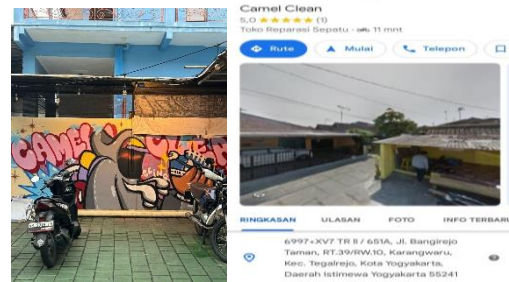 CAMEL CLEAN
Camel Clean
5,0 (1)
Toko Reparasi Sepatu · 11 mnt
Rute
Mulai
Telepon
RINGKASAN
ULASAN
FOTO
INFO TERBARU
6997+XV7 TR II / 651A, Jl. Bangirejo
Taman, RT.39/RW.10, Karangwaru,
Kec. Tegalrejo, Kota Yogyakarta,
Daerah Istimewa Yogyakarta 55241